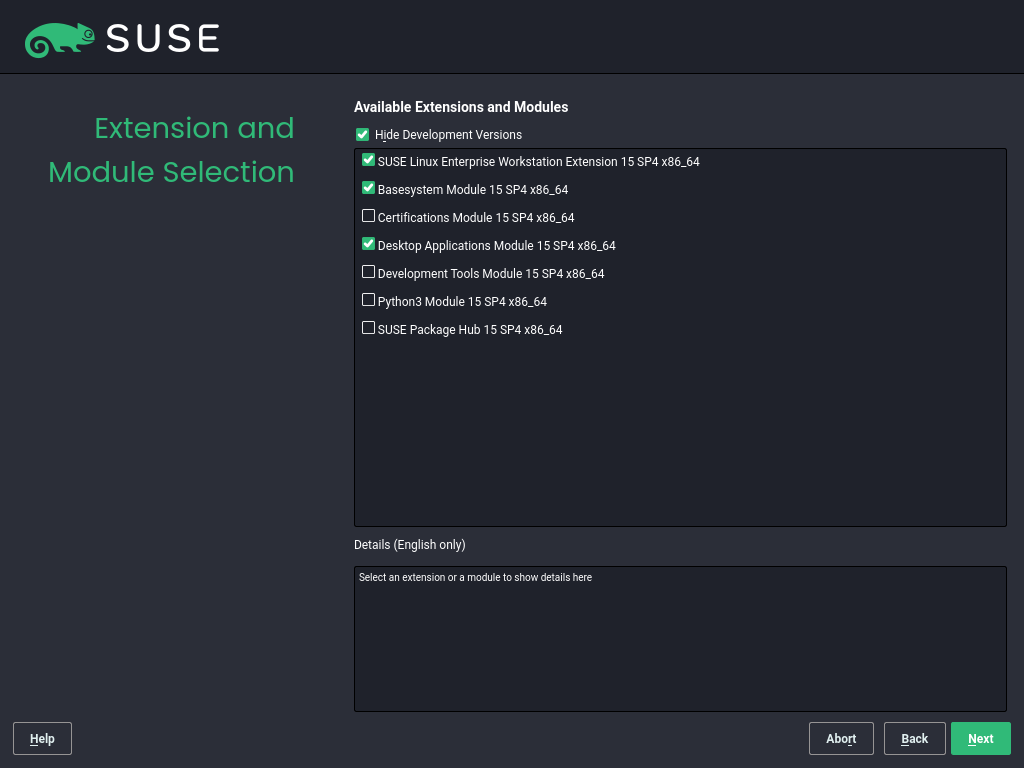 SUSE
Extension and
Module Selection
Available Extensions and Modules
Hide Development Versions
SUSE Linux Enterprise Workstation Extension 15 SP4 x86_64
Basesystem Module 15 SP4 x86_64
Certifications Module 15 SP4 x86_64
Desktop Applications Module 15 SP4 x86_64
Development Tools Module 15 SP4 x86_64
Python3 Module 15 SP4 x86_64
SUSE Package Hub 15 SP4 x86_64
Details (English only)
Select an extension or a module to show details here
Help
Abort
Back
Next